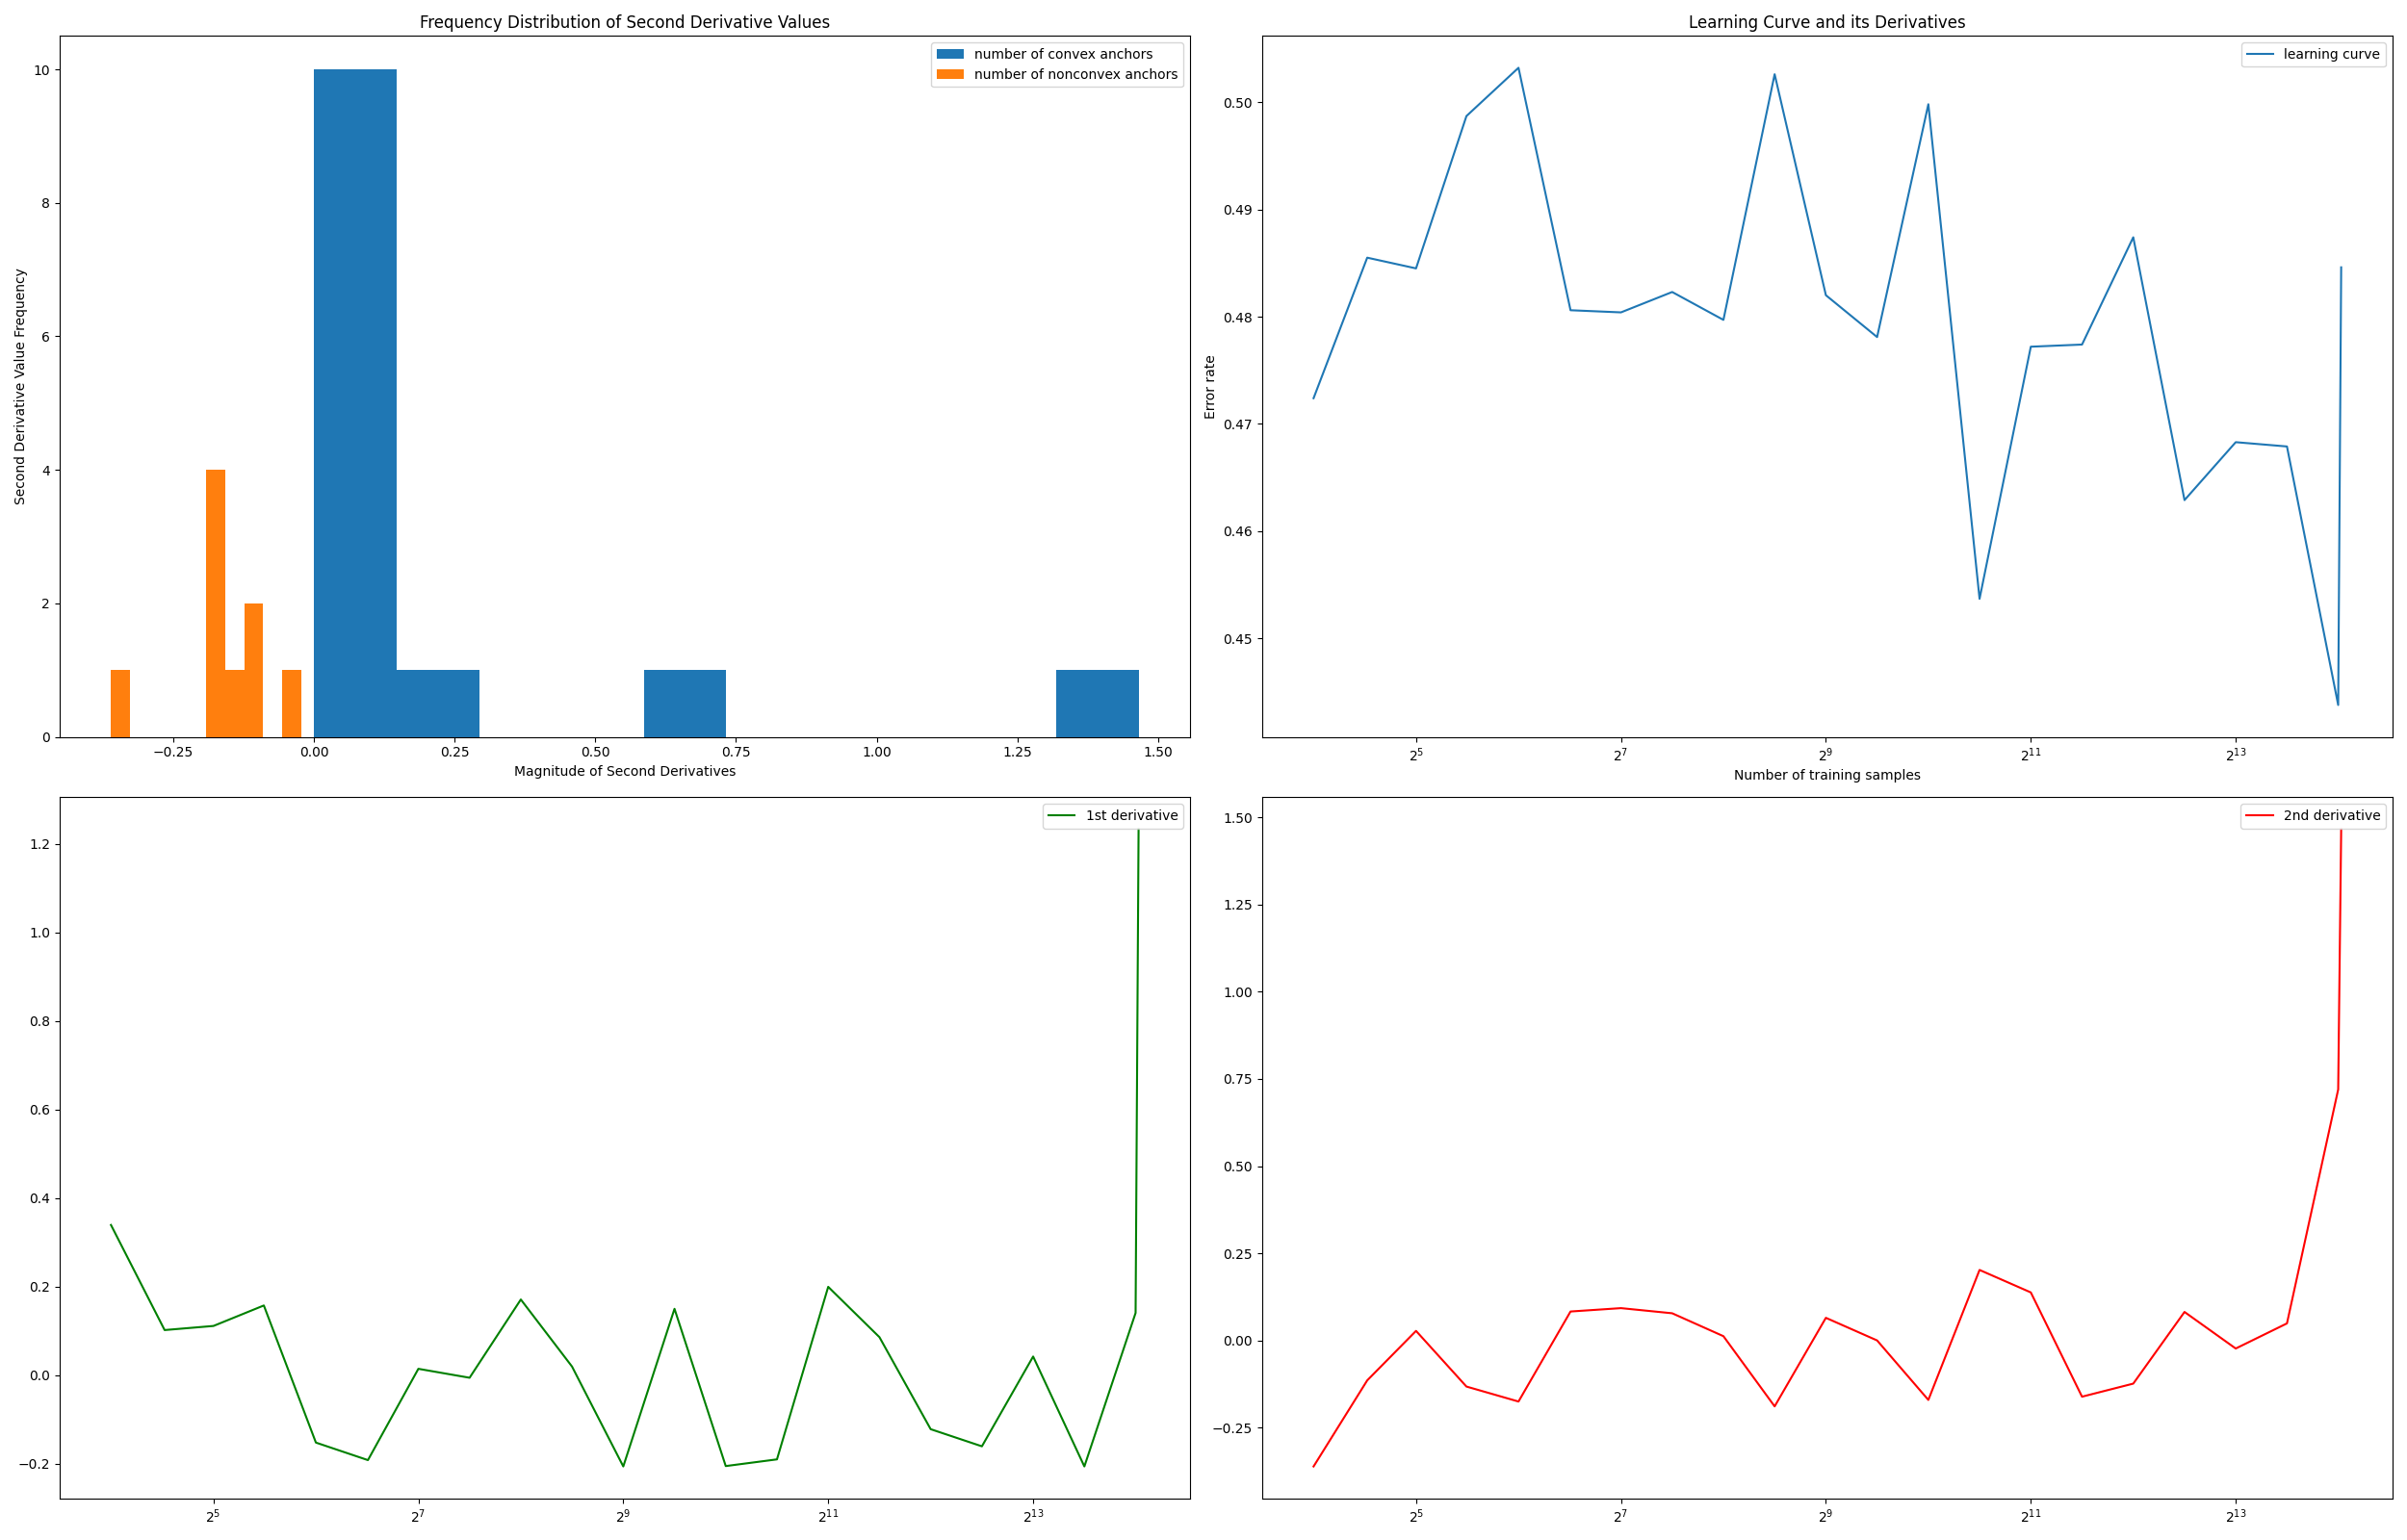 Frequency Distribution of Second Derivative Values
number of convex anchors
number of nonconvex anchors
Second Derivative Value Frequency
10
8
6
4
2
0
−0.25 0.00 0.25 0.50 0.75 1.00 1.25 1.50
Magnitude of Second Derivatives
Learning Curve and its Derivatives
learning curve
Error rate
0.50
0.49
0.48
0.47
0.46
0.45
2^5 2^7 2^9 2^11 2^13
Number of training samples
1st derivative
1.2
1.0
0.8
0.6
0.4
0.2
0.0
−0.2
2^5 2^7 2^9 2^11 2^13
2nd derivative
1.50
1.25
1.00
0.75
0.50
0.25
0.00
−0.25
2^5 2^7 2^9 2^11 2^13